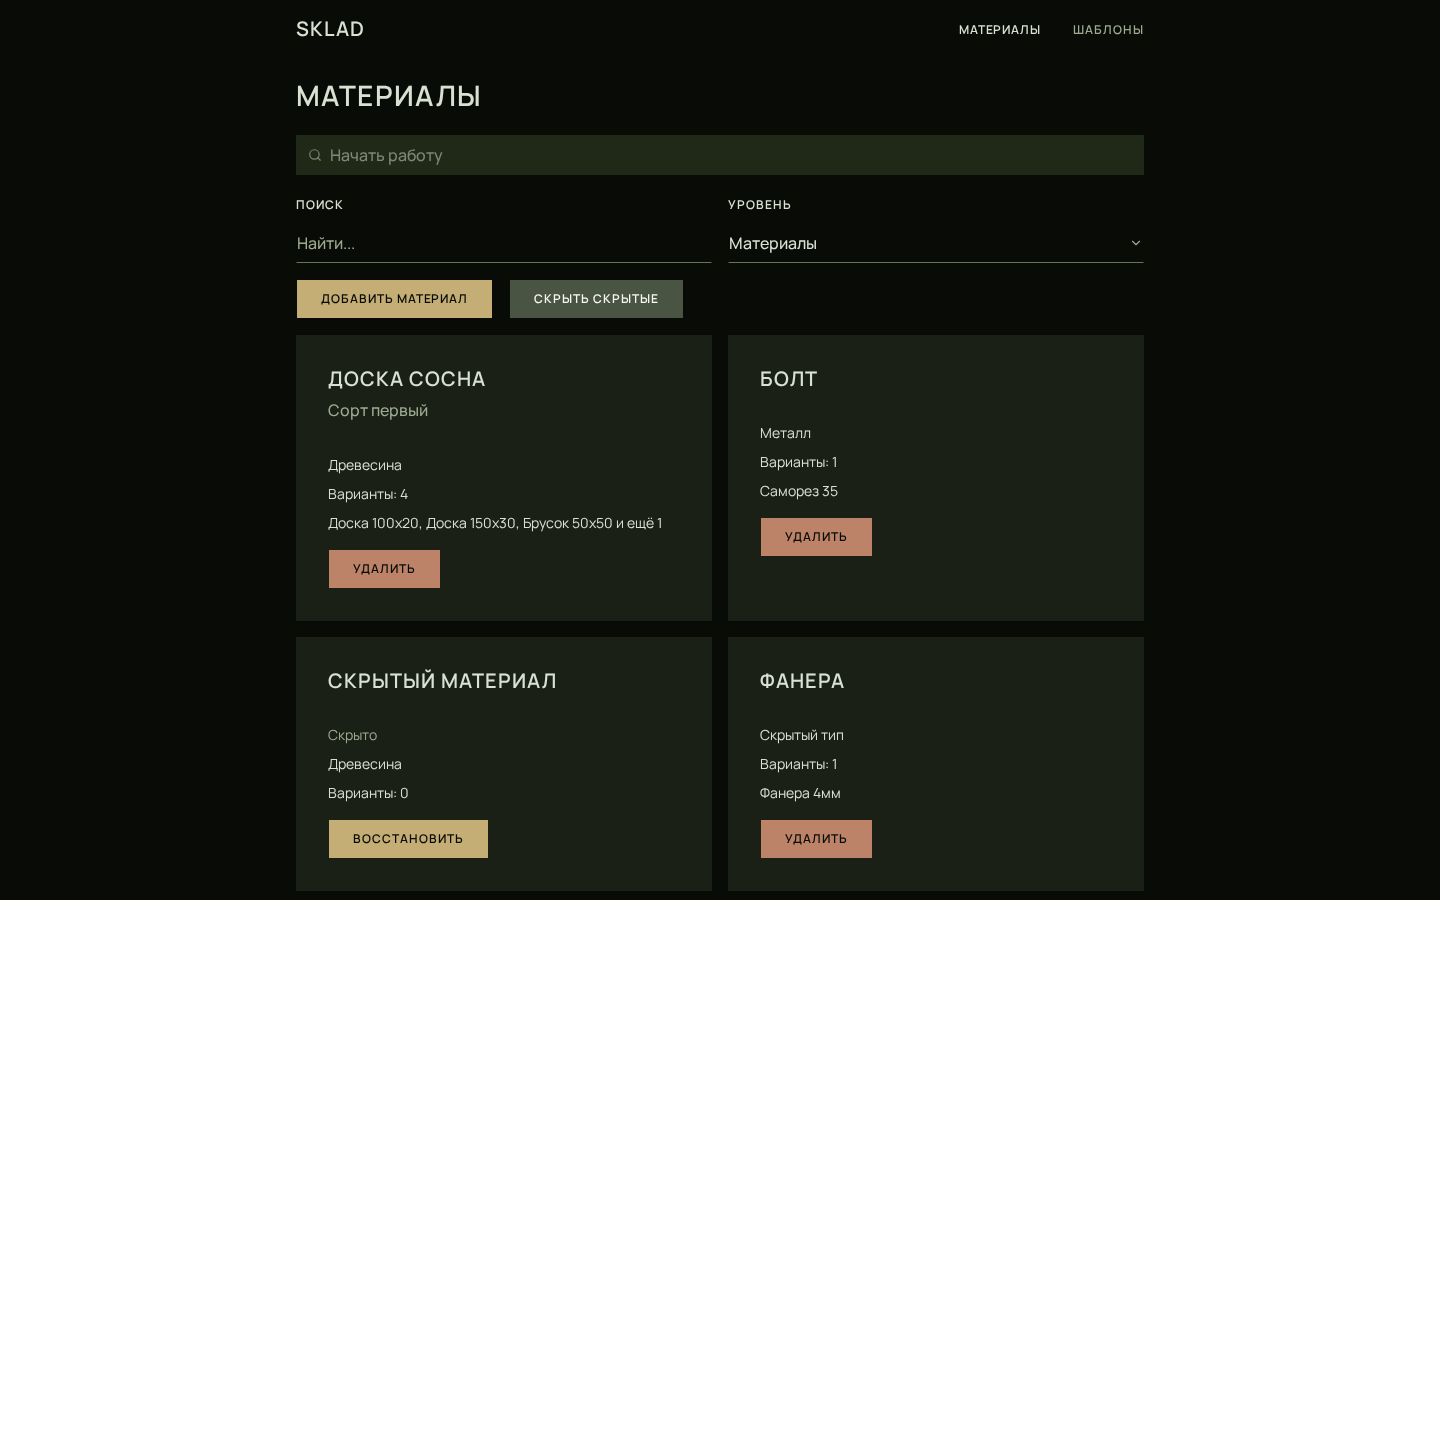 SKLAD
МАТЕРИАЛЫ
ШАБЛОНЫ
МАТЕРИАЛЫ
Начать работу
ПОИСК
УРОВЕНЬ
Найти...
Материалы
ДОБАВИТЬ МАТЕРИАЛ
СКРЫТЬ СКРЫТЫЕ
ДОСКА СОСНА
Сорт первый
Древесина
Варианты: 4
Доска 100х20, Доска 150х30, Брусок 50х50 и ещё 1
УДАЛИТЬ
БОЛТ
Металл
Варианты: 1
Саморез 35
УДАЛИТЬ
СКРЫТЫЙ МАТЕРИАЛ
Скрыто
Древесина
Варианты: 0
ВОССТАНОВИТЬ
ФАНЕРА
Скрытый тип
Варианты: 1
Фанера 4мм
УДАЛИТЬ